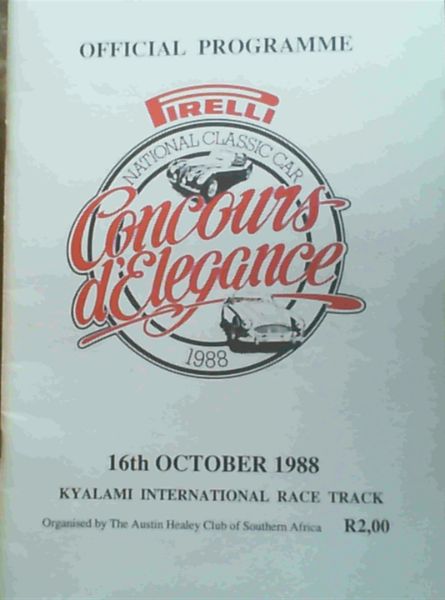 OFFICIAL PROGRAMME
PIRELLI
NATIONAL CLASSIC CAR
Concours
d'Elegance
1988
16th OCTOBER 1988
KYALAMI INTERNATIONAL RACE TRACK
Organised by The Austin Healey Club of Southern Africa R2,00